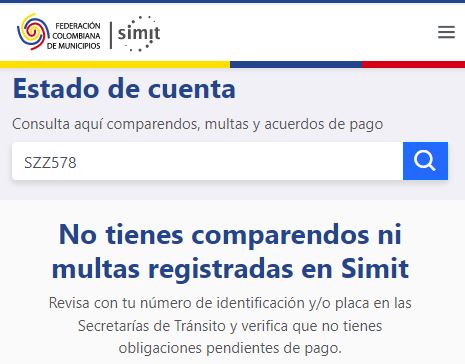 FEDERACIÓN
COLOMBIANA
DE MUNICIPIOS
simit
Estado de cuenta
Consulta aquí comparendos, multas y acuerdos de pago
SZZ578
No tienes comparendos ni
multas registradas en Simit
Revisa con tu número de identificación y/o placa en las
Secretarías de Tránsito y verifica que no tienes
obligaciones pendientes de pago.